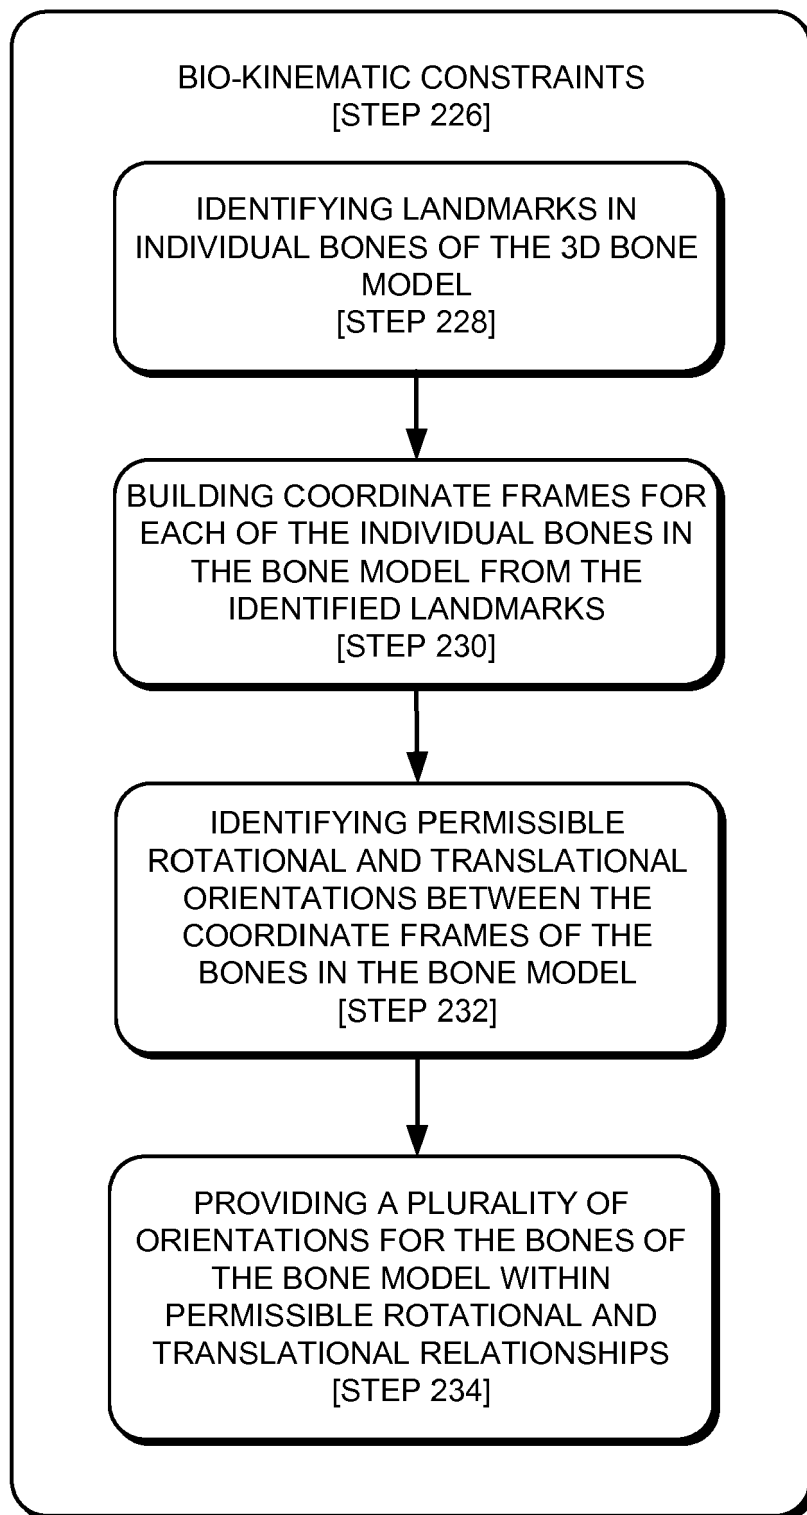 BIO-KINEMATIC CONSTRAINTS
[STEP 226]
IDENTIFYING LANDMARKS IN
INDIVIDUAL BONES OF THE 3D BONE
MODEL
[STEP 228]
BUILDING COORDINATE FRAMES FOR
EACH OF THE INDIVIDUAL BONES IN
THE BONE MODEL FROM THE
IDENTIFIED LANDMARKS
[STEP 230]
IDENTIFYING PERMISSIBLE
ROTATIONAL AND TRANSLATIONAL
ORIENTATIONS BETWEEN THE
COORDINATE FRAMES OF THE
BONES IN THE BONE MODEL
[STEP 232]
PROVIDING A PLURALITY OF
ORIENTATIONS FOR THE BONES OF
THE BONE MODEL WITHIN
PERMISSIBLE ROTATIONAL AND
TRANSLATIONAL RELATIONSHIPS
[STEP 234]